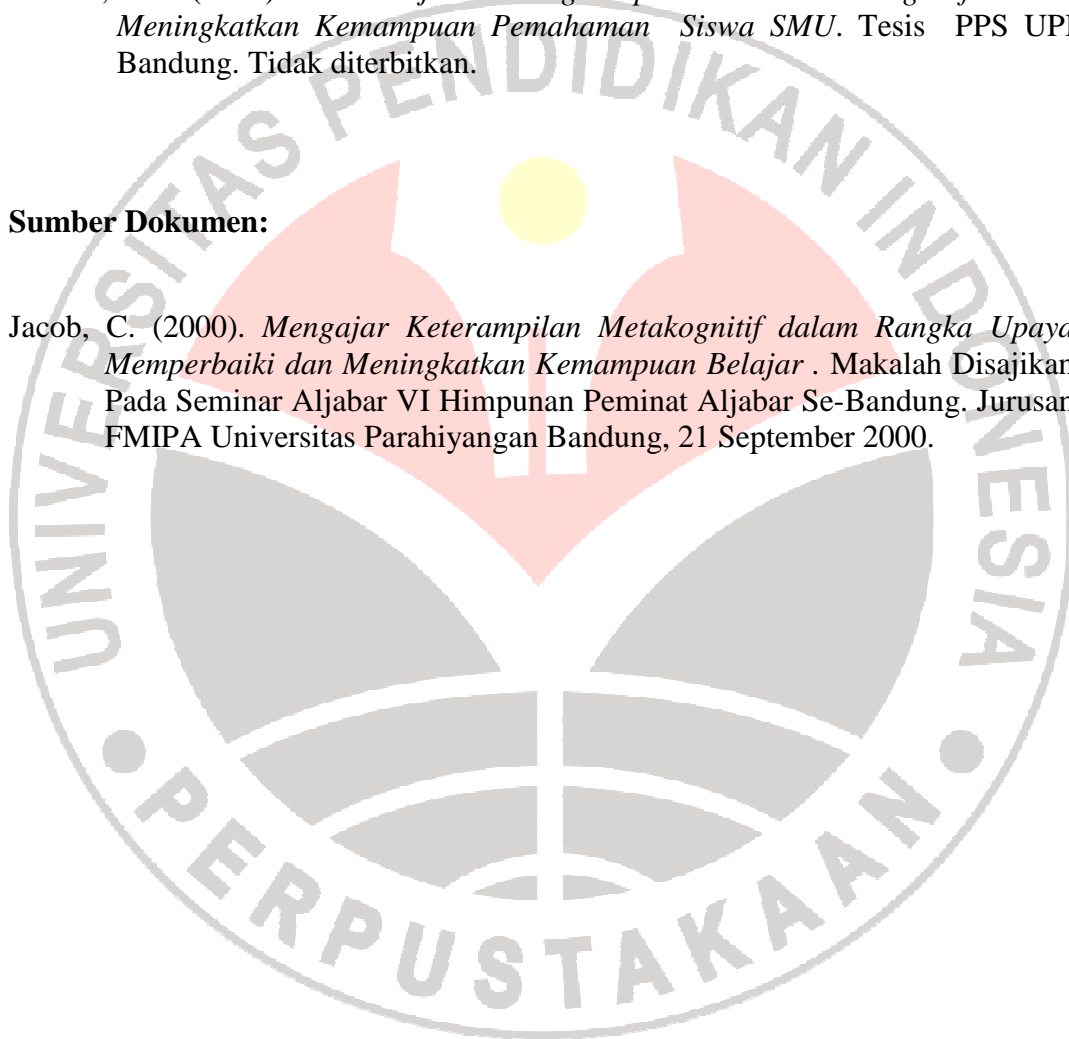 Meningkatkan Kemampuan Pemahaman Siswa SMU. Tesis PPS UPI
Bandung. Tidak diterbitkan.
Sumber Dokumen:
Jacob, C. (2000). Mengajar Keterampilan Metakognitif dalam Rangka Upaya
Memperbaiki dan Meningkatkan Kemampuan Belajar . Makalah Disajikan
Pada Seminar Aljabar VI Himpunan Peminat Aljabar Se-Bandung. Jurusan
FMIPA Universitas Parahiyangan Bandung, 21 September 2000.
UNIVERSITAS PENDIDIKAN INDONESIA
PERPUSTAKAAN